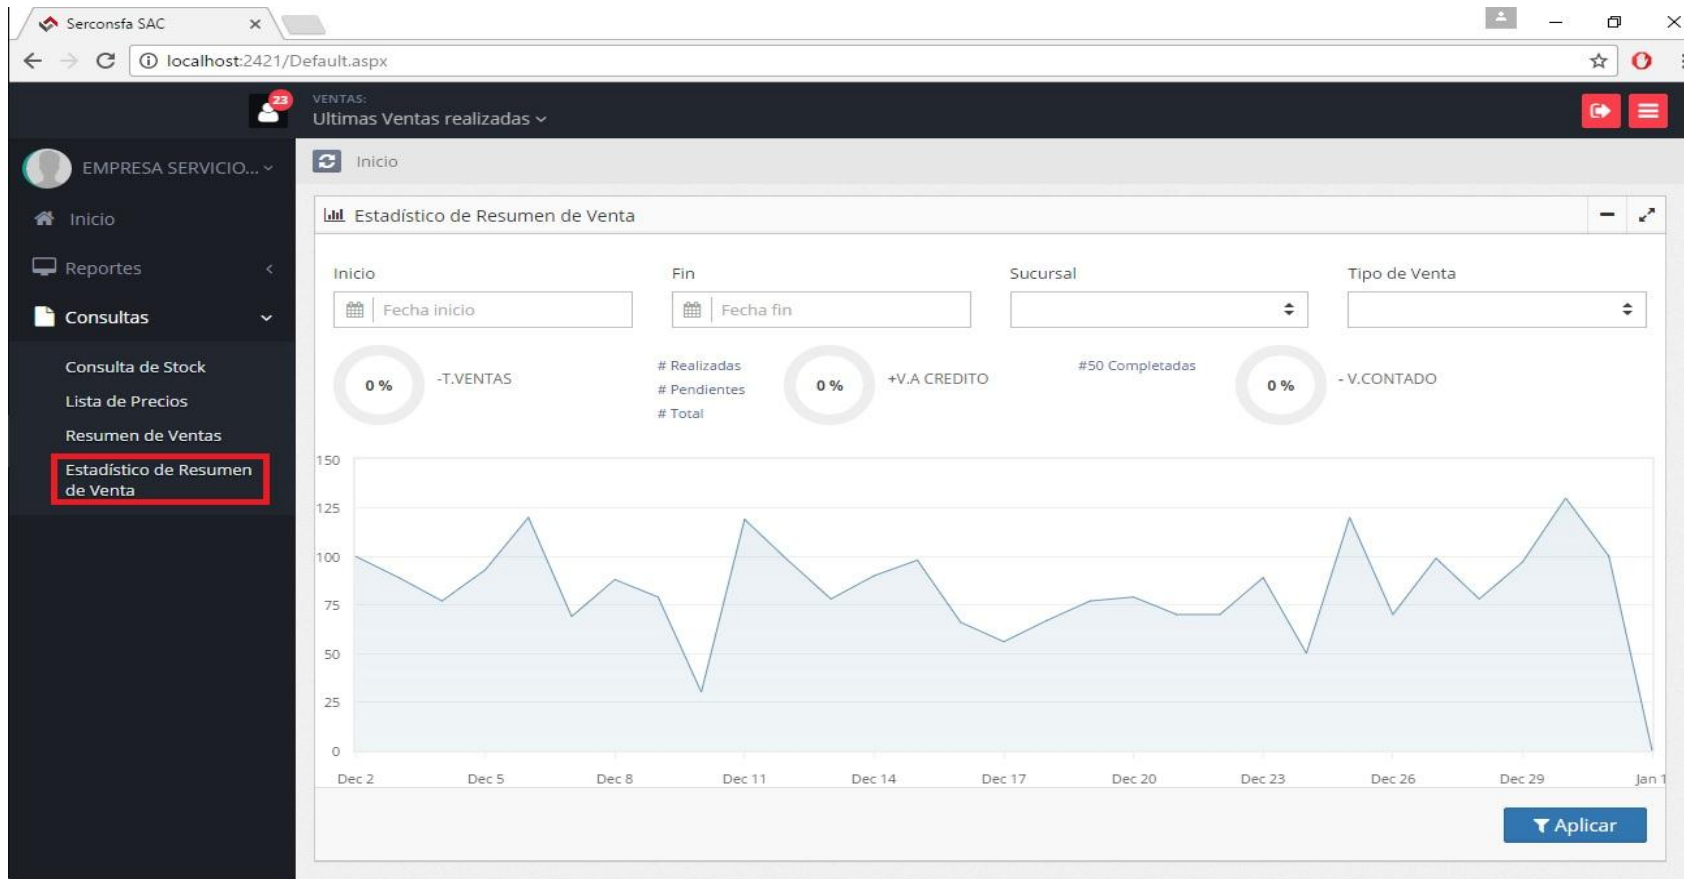 Serconsfa SAC
localhost:2421/Default.aspx
23
VENTAS:
Ultimas Ventas realizadas
EMPRESA SERVICIO...
Inicio
Inicio
Reportes
Consultas
Consulta de Stock
Lista de Precios
Resumen de Ventas
Estadístico de Resumen
de Venta
Estadístico de Resumen de Venta
Inicio
Fin
Sucursal
Tipo de Venta
Fecha inicio
Fecha fin
0 %
-T.VENTAS
# Realizadas
# Pendientes
# Total
0 %
+V.A CREDITO
#50 Completadas
0 %
- V.CONTADO
150
125
100
75
50
25
0
Dec 2 Dec 5 Dec 8 Dec 11 Dec 14 Dec 17 Dec 20 Dec 23 Dec 26 Dec 29 Jan 1
Aplicar